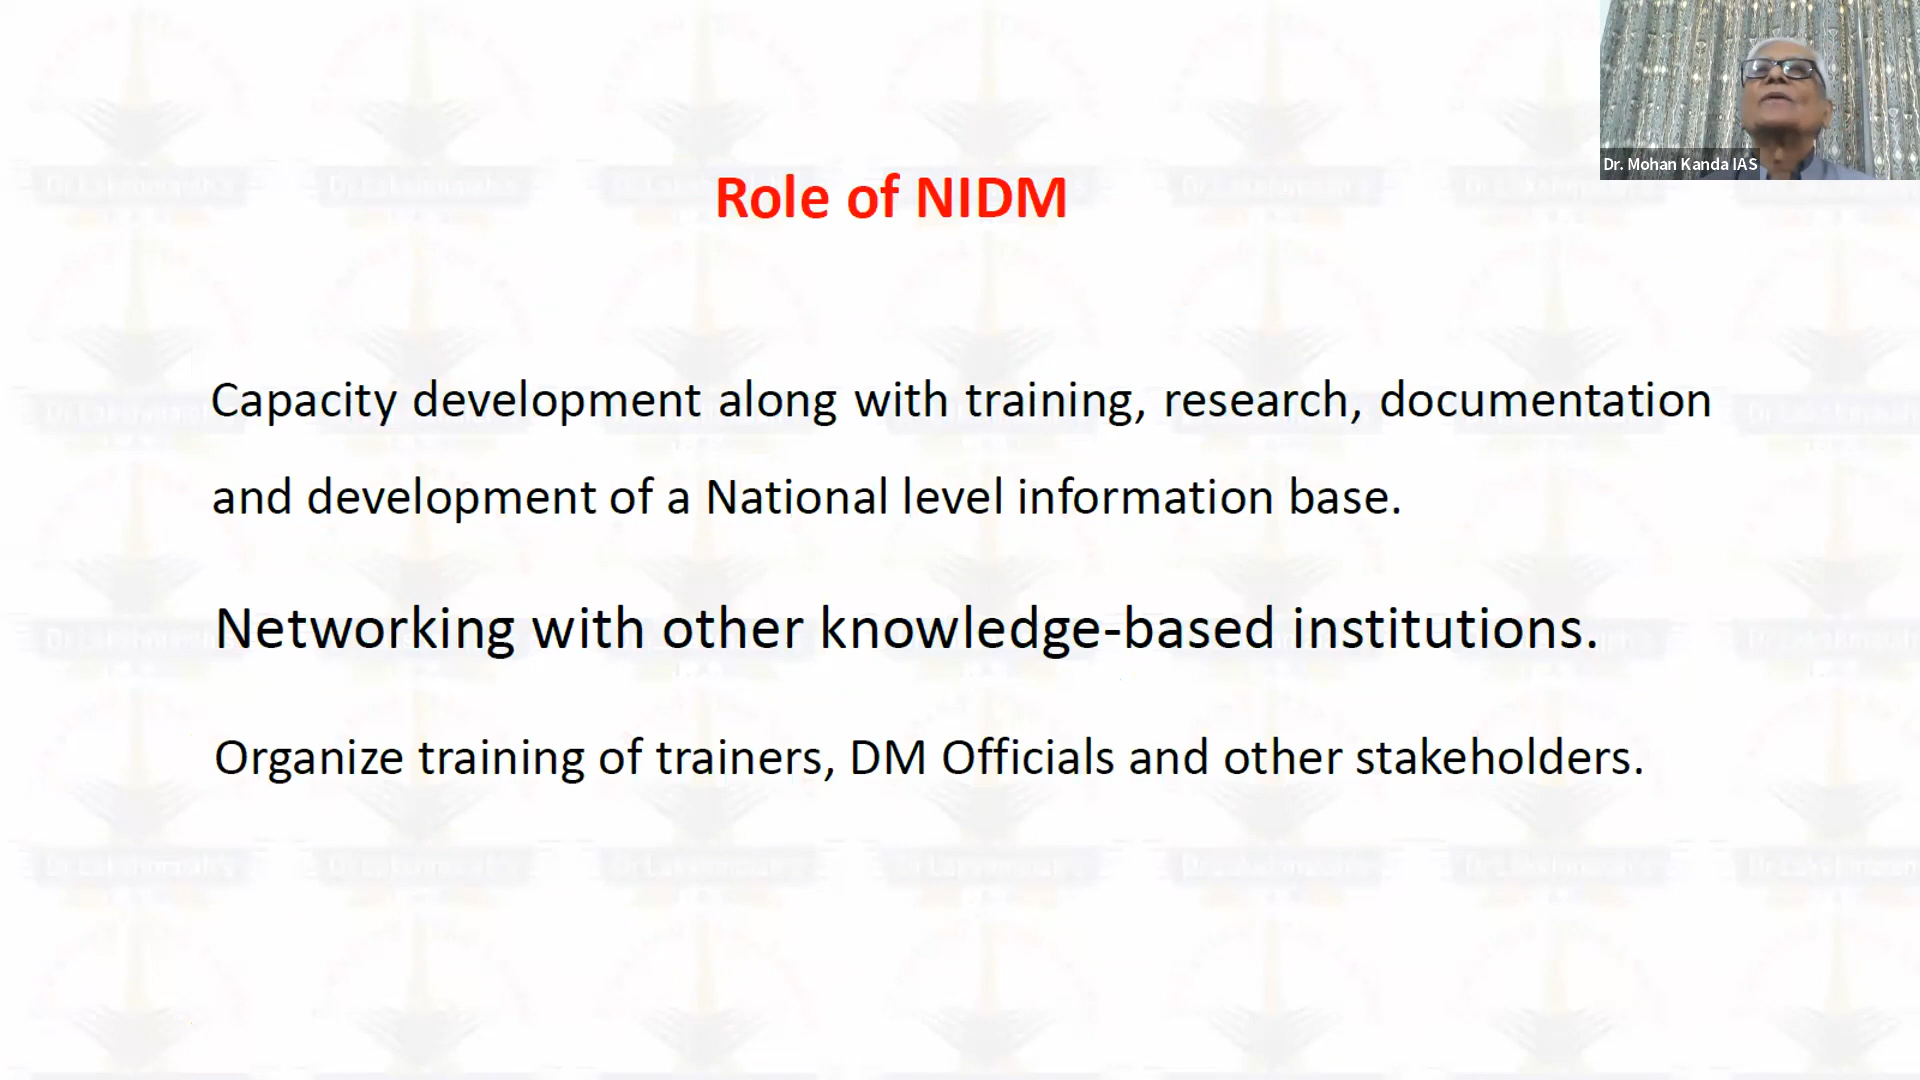 Dr. Mohan Kanda IAS
Role of NIDM
Capacity development along with training, research, documentation
and development of a National level information base.
Networking with other knowledge-based institutions.
Organize training of trainers, DM Officials and other stakeholders.